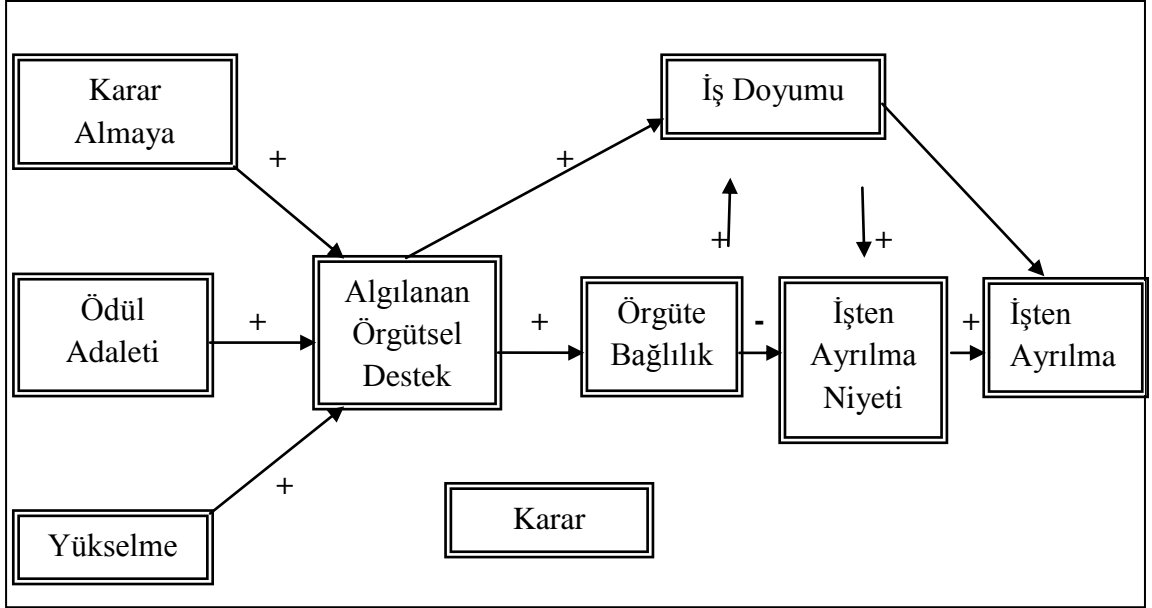 Karar
Almaya
İş Doyumu
+
+
+
+
Ödül
Adaleti
+
Algılanan
Örgütsel
Destek
+
Örgüte
Bağlılık
-
İşten
Ayrılma
Niyeti
+
İşten
Ayrılma
+
Karar
Yükselme